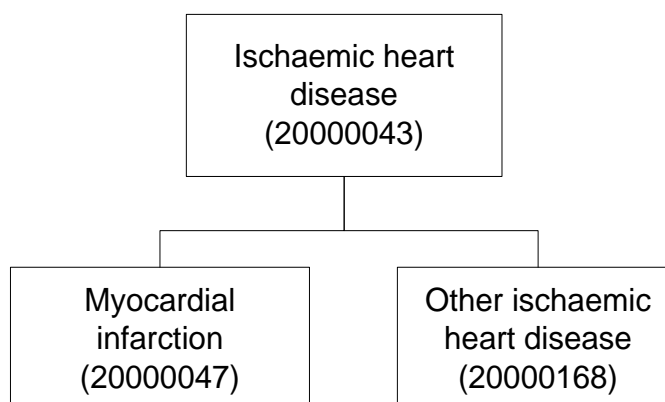 Ischaemic heart
disease
(20000043)
Myocardial
infarction
(20000047)
Other ischaemic
heart disease
(20000168)